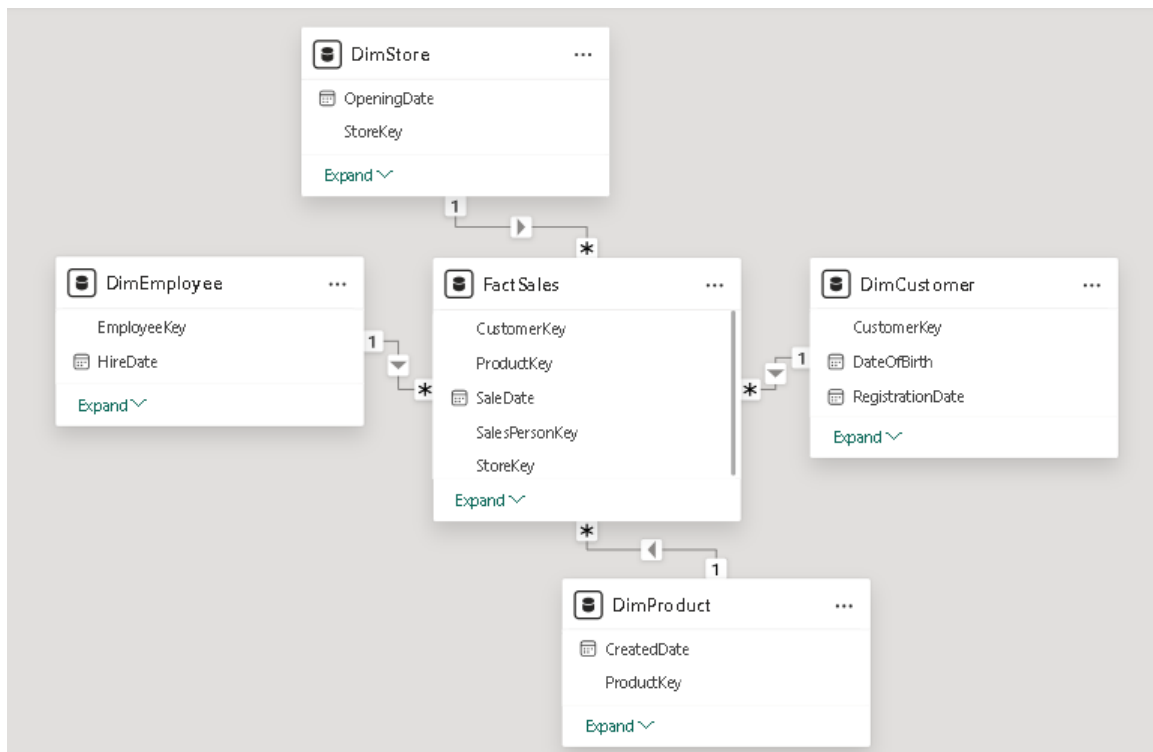 DimStore
OpeningDate
StoreKey
Expand
1
*
DimEmployee
EmployeeKey
HireDate
Expand
1
*
FactSales
CustomerKey
ProductKey
SaleDate
SalesPersonKey
StoreKey
Expand
DimCustomer
CustomerKey
DateOfBirth
RegistrationDate
Expand
1
*
*
1
DimProduct
CreatedDate
ProductKey
Expand